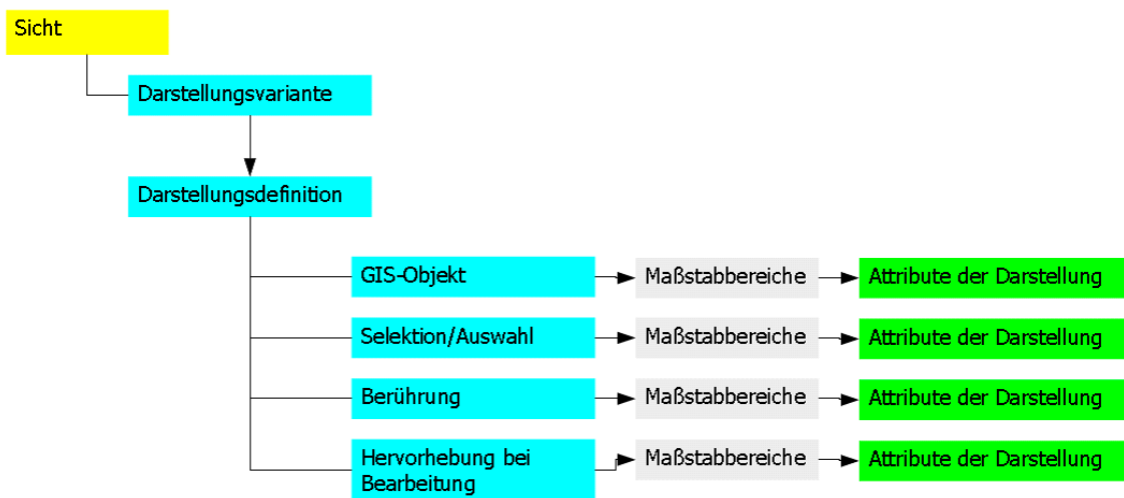 Sicht
Darstellungsvariante
Darstellungsdefinition
GIS-Objekt
Maßstabbereiche
Attribute der Darstellung
Selektion/Auswahl
Maßstabbereiche
Attribute der Darstellung
Berührung
Maßstabbereiche
Attribute der Darstellung
Hervorhebung bei
Bearbeitung
Maßstabbereiche
Attribute der Darstellung